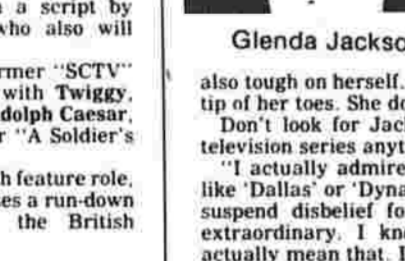 a script by
who also will
rmer "SCTV"
with Twiggy,
dolph Caesar,
r "A Soldier's
h feature role,
es a run-down
the British
Glenda Jackso
also tough on herself.
tip of her toes. She do
Don't look for Jac
television series anyt
"I actually admire
like 'Dallas' or 'Dyna
suspend disbelief fo
extraordinary. I kn
actually mean that. I